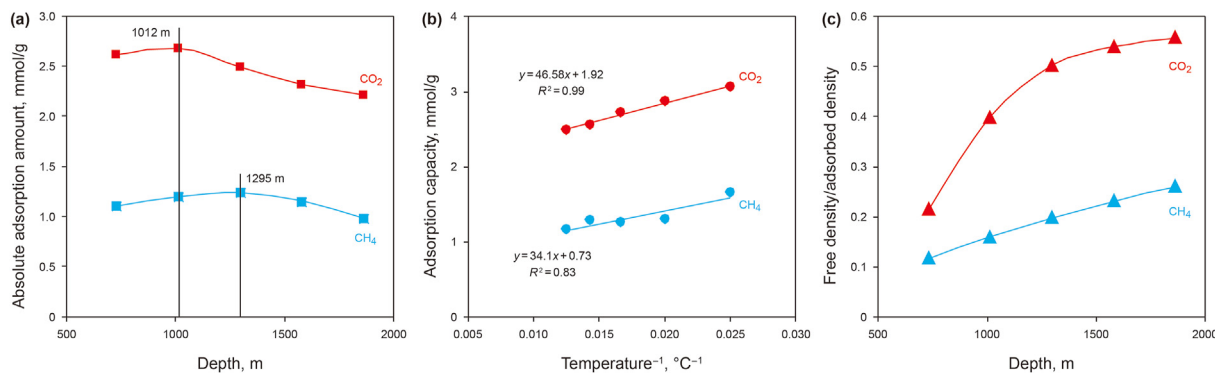 (a)
3.0
2.5
2.0
1.5
1.0
0.5
0
Absolute adsorption amount, mmol/g
1012 m
CO₂
1295 m
CH₄
500
1000
1500
2000
Depth, m
(b)
4
3
2
1
0
Adsorption capacity, mmol/g
y = 46.58x + 1.92
R² = 0.99
CO₂
CH₄
y = 34.1x + 0.73
R² = 0.83
0.005
0.010
0.015
0.020
0.025
0.030
Temperature⁻¹, °C⁻¹
(c)
0.6
0.5
0.4
0.3
0.2
0.1
0
Free density/adsorbed density
CO₂
CH₄
500
1000
1500
2000
Depth, m